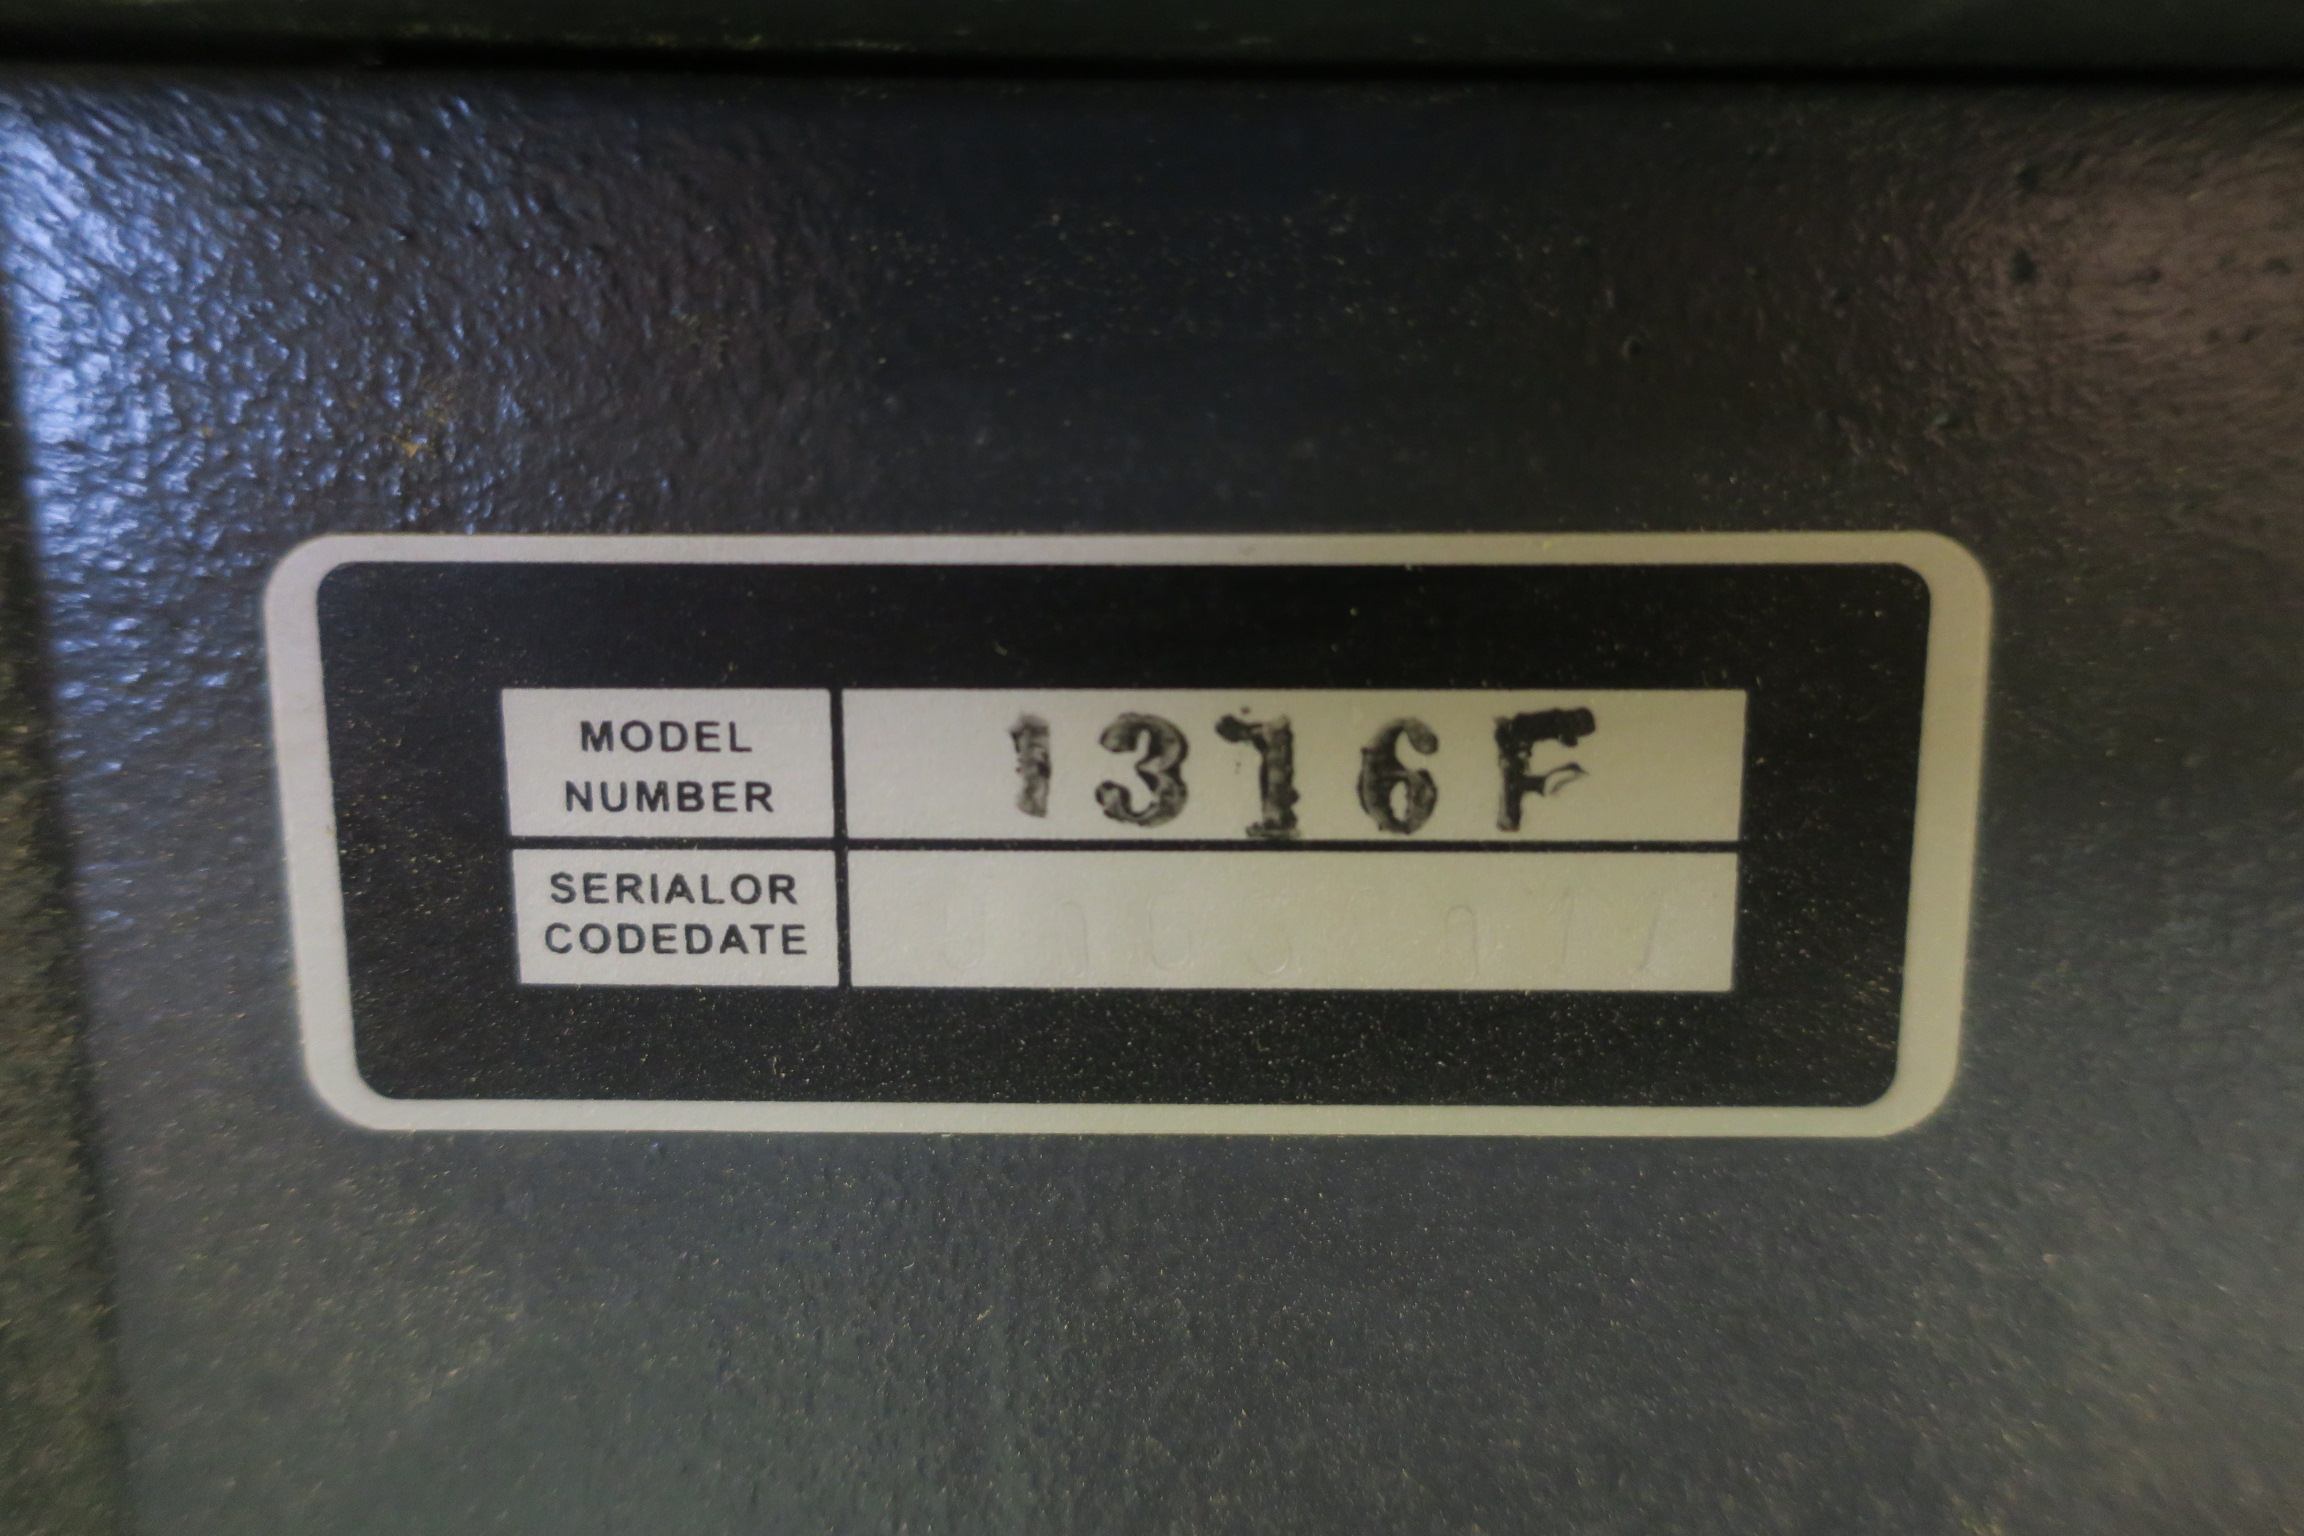 MODEL
NUMBER
1316F
SERIALOR
CODEDATE